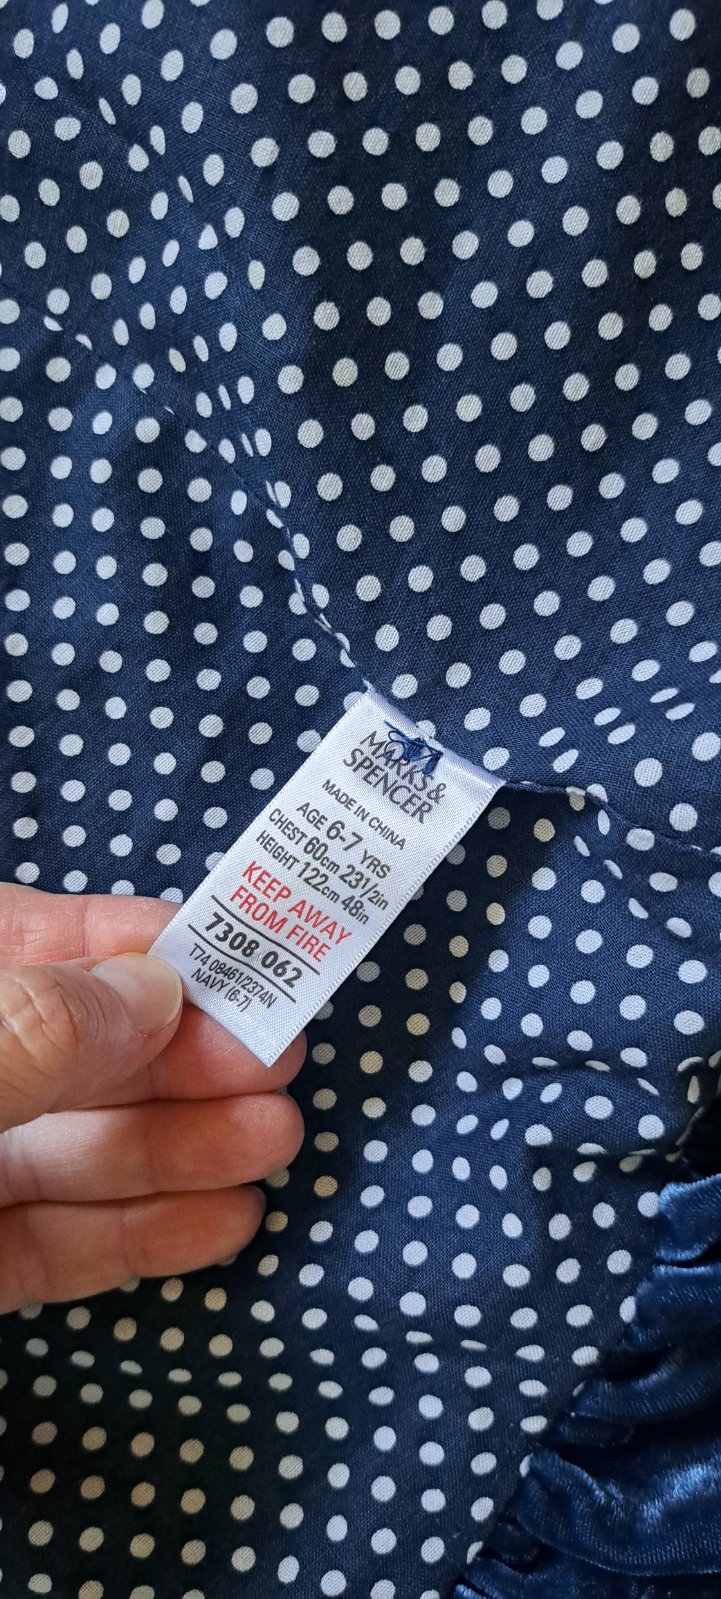 MARKS&
SPENCER
MADE IN CHINA
AGE 6-7 YRS
CHEST 60cm 231/2in
HEIGHT 122cm 48in
KEEP AWAY
FROM FIRE
7308 062
T74 08461/2374N
NAVY (6-7)